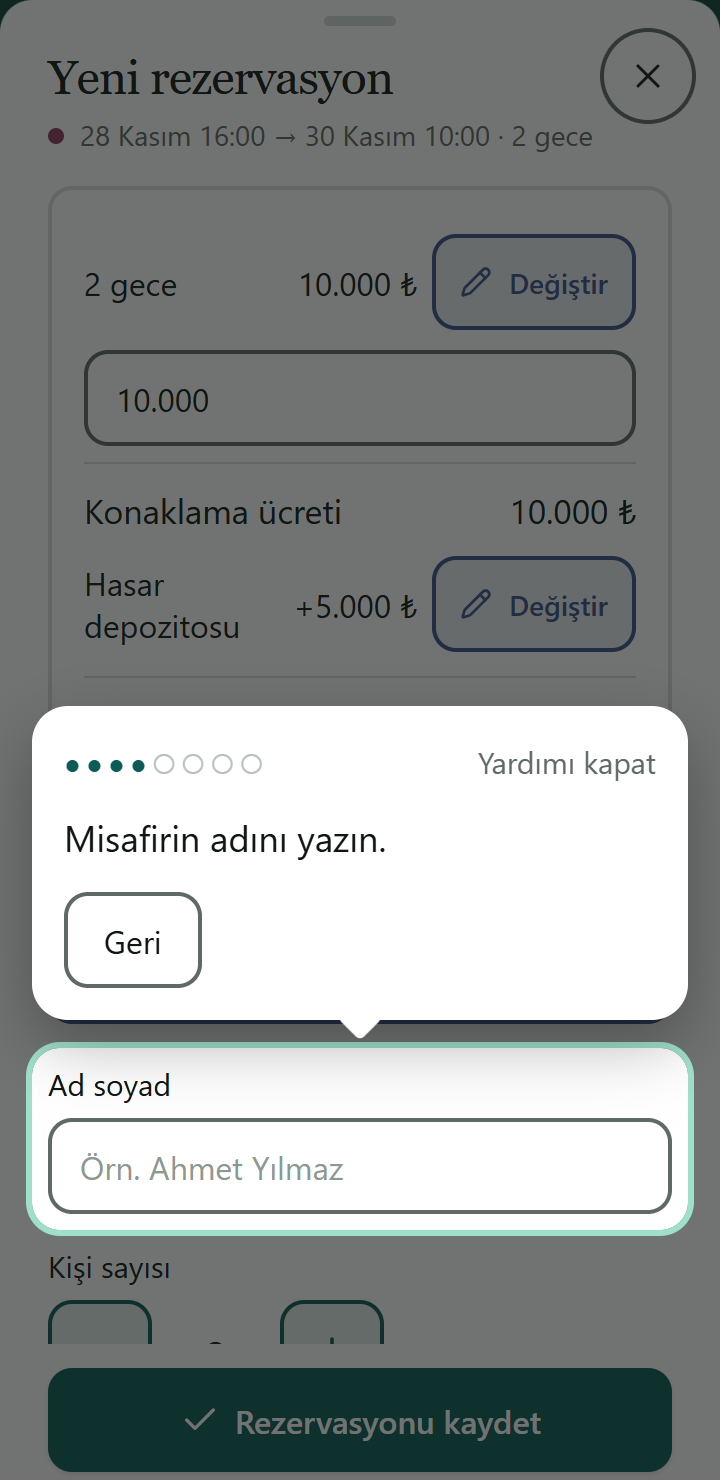 Yeni rezervasyon
28 Kasım 16:00 → 30 Kasım 10:00 · 2 gece
2 gece 10.000 ₺ Değiştir
10.000
Konaklama ücreti 10.000 ₺
Hasar
depozitosu +5.000 ₺ Değiştir
Yardımı kapat
Misafirin adını yazın.
Geri
Ad soyad
Örn. Ahmet Yılmaz
Kişi sayısı
Rezervasyonu kaydet